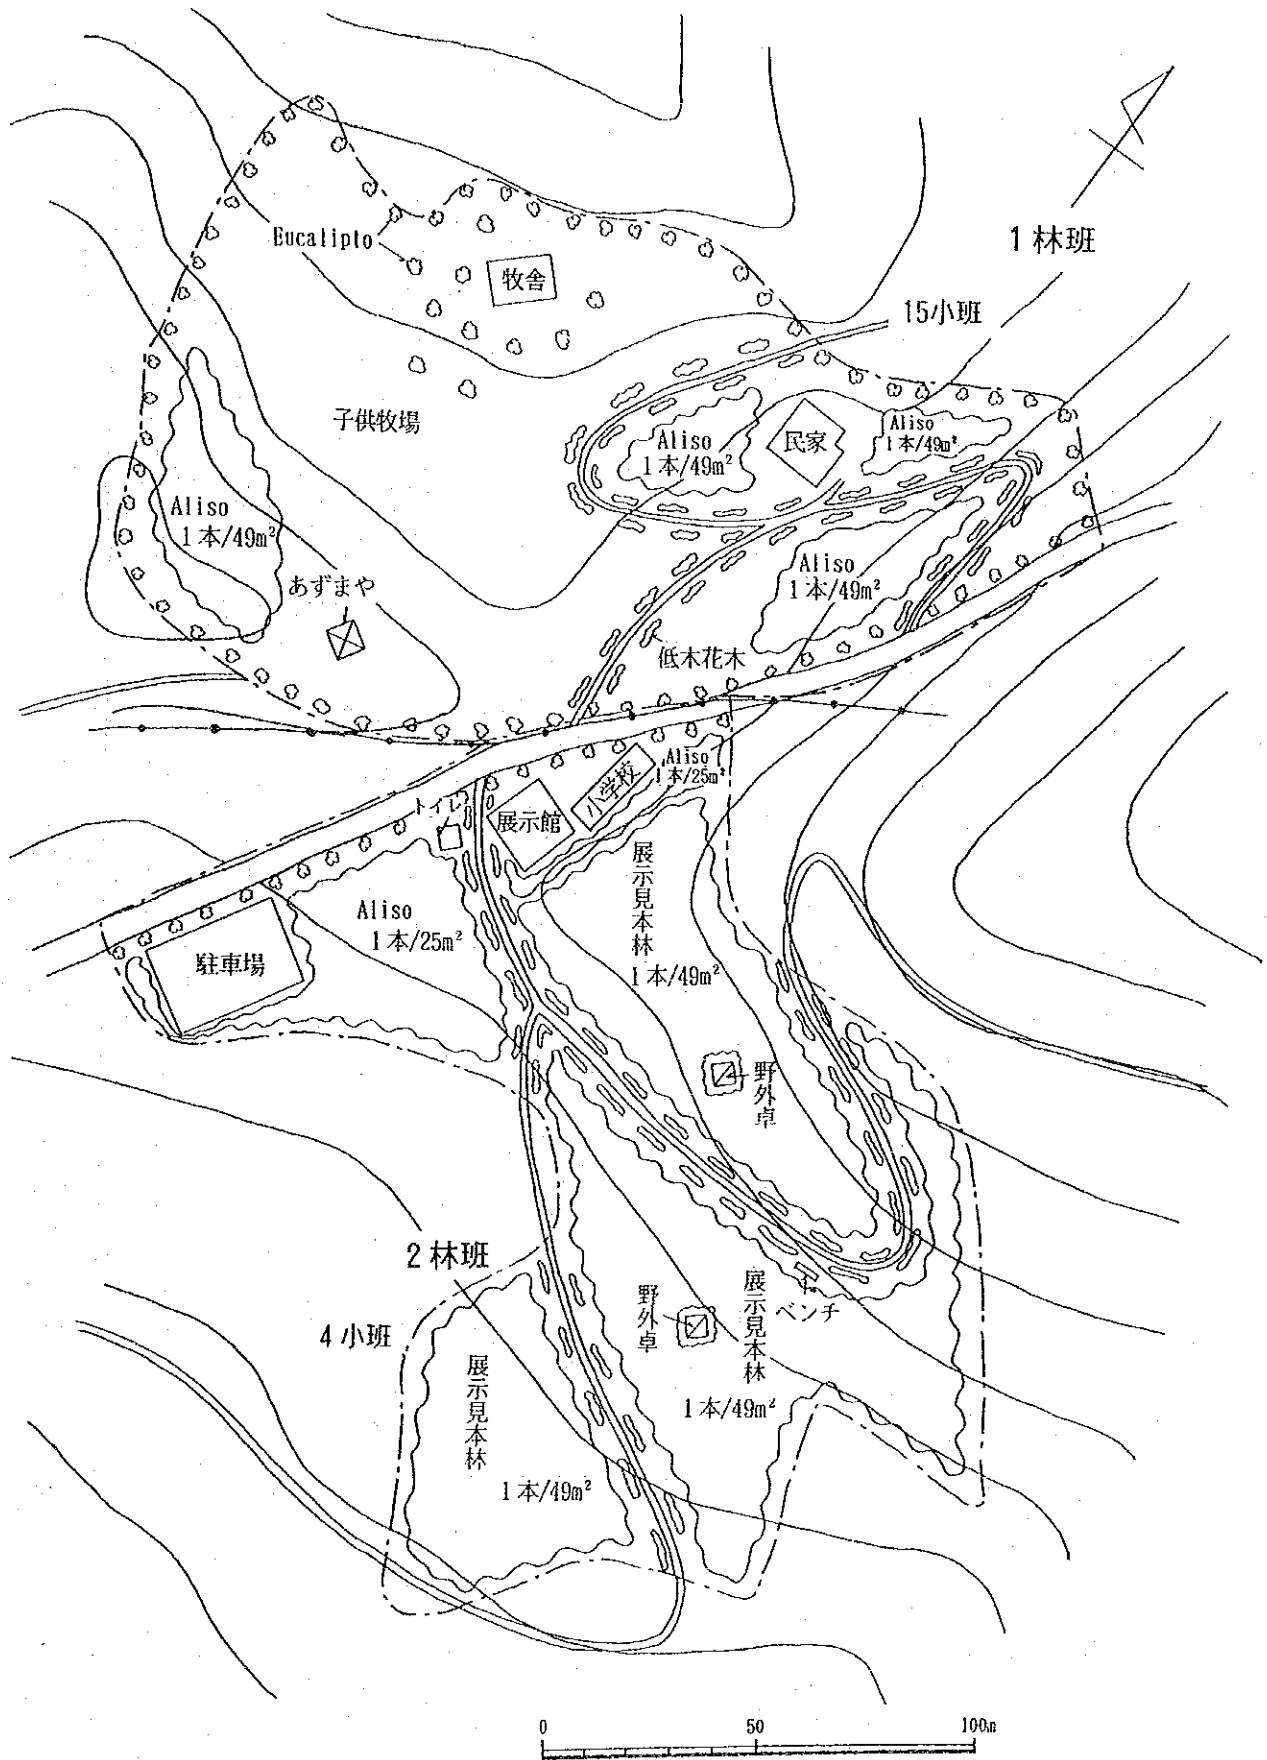 1林班
Eucalipto
牧舎
15小班
子供牧場
Aliso
1本/49m²
民家
Aliso
1本/49m²
Aliso
1本/49m²
Aliso
1本/49m²
あずまや
低木花木
Aliso
1本/25m²
小学校
トイレ
展示館
展示見本林
1本/49m²
Aliso
1本/25m²
駐車場
野外卓
2林班
野外卓
展示見本林
1本/49m²
ベンチ
4小班
展示見本林
1本/49m²
0 50 100m